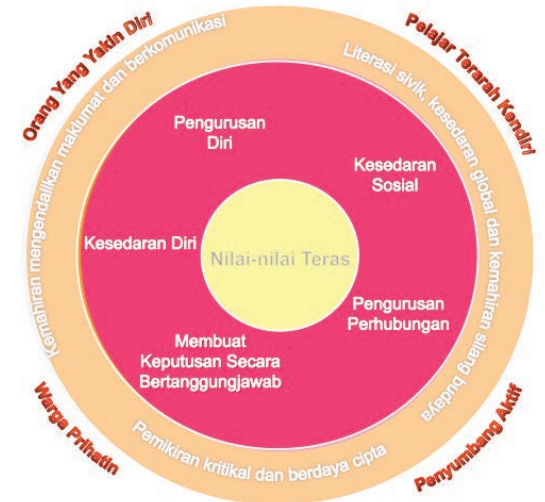 Orang Yang Yakin Diri
Pelajar Terarah Kendiri
Kemahiran mengendalikan maklumat dan berkomunikasi
Literasi sivik, kesedaran global dan kemahiran silang budaya
Pengurusan
Diri
Kesedaran
Sosial
Kesedaran Diri
Nilai-nilai Teras
Pengurusan
Perhubungan
Membuat
Keputusan Secara
Bertanggungjawab
Pemikiran kritikal dan berdaya cipta
Warga Prihatin
Penyumbang Aktif